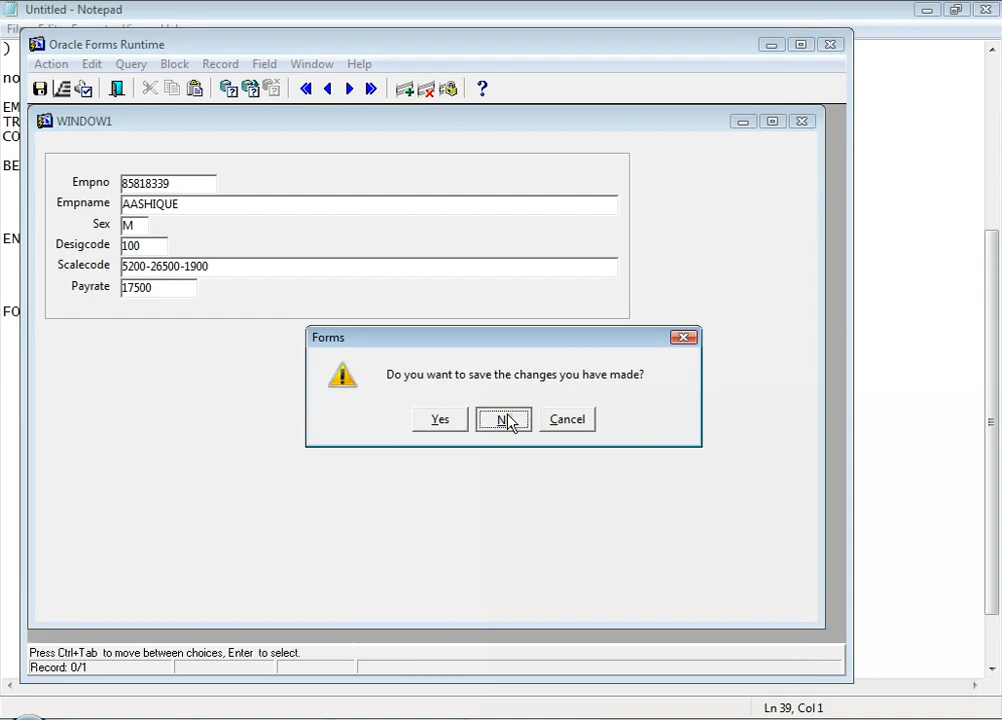 Untitled - Notepad
)
no
EM
TR
CO
BE
EN
FO
Oracle Forms Runtime
Action Edit Query Block Record Field Window Help
WINDOW1
Empno 85818339
Empname AASHIQUE
Sex M
Desigcode 100
Scalecode 5200-26500-1900
Payrate 17500
Forms
Do you want to save the changes you have made?
Yes Cancel
Press Ctrl+Tab to move between choices, Enter to select.
Record: 0/1
Ln 39, Col 1